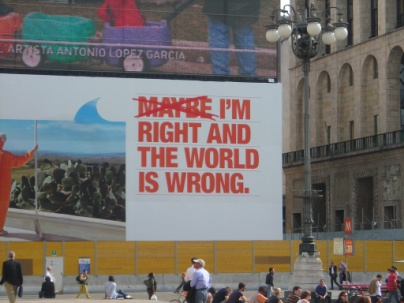 L'ARTISTA ANTONIO LOPEZ GARCIA
MAYBE I'M
RIGHT AND
THE WORLD
IS WRONG.
M